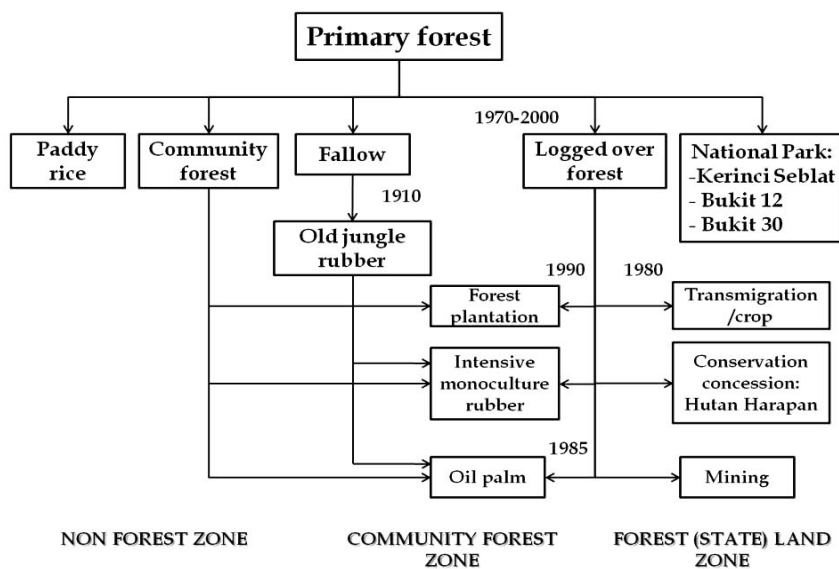 Primary forest
1970-2000
Paddy
rice
Community
forest
Fallow
Logged over
forest
National Park:
-Kerinci Seblat
- Bukit 12
- Bukit 30
1910
Old jungle
rubber
1990
1980
Forest
plantation
Transmigration
/crop
Intensive
monoculture
rubber
Conservation
concession:
Hutan Harapan
1985
Oil palm
Mining
NON FOREST ZONE
COMMUNITY FOREST
ZONE
FOREST (STATE) LAND
ZONE